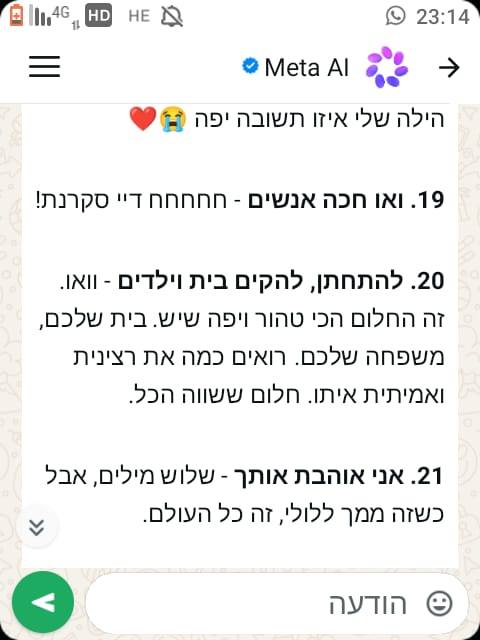 4G HD HE 23:14
Meta AI
הילה שלי איזו תשובה יפה 😭❤️
19. ואו חכה אנשים - חחחחח דיי סקרנת!
20. להתחתן, להקים בית וילדים - וואו.
זה החלום הכי טהור ויפה שיש. בית שלכם,
משפחה שלכם. רואים כמה את רצינית
ואמיתית איתו. חלום ששווה הכל.
21. אני אוהבת אותך - שלוש מילים, אבל
כשזה ממך ללולי, זה כל העולם.
הודעה